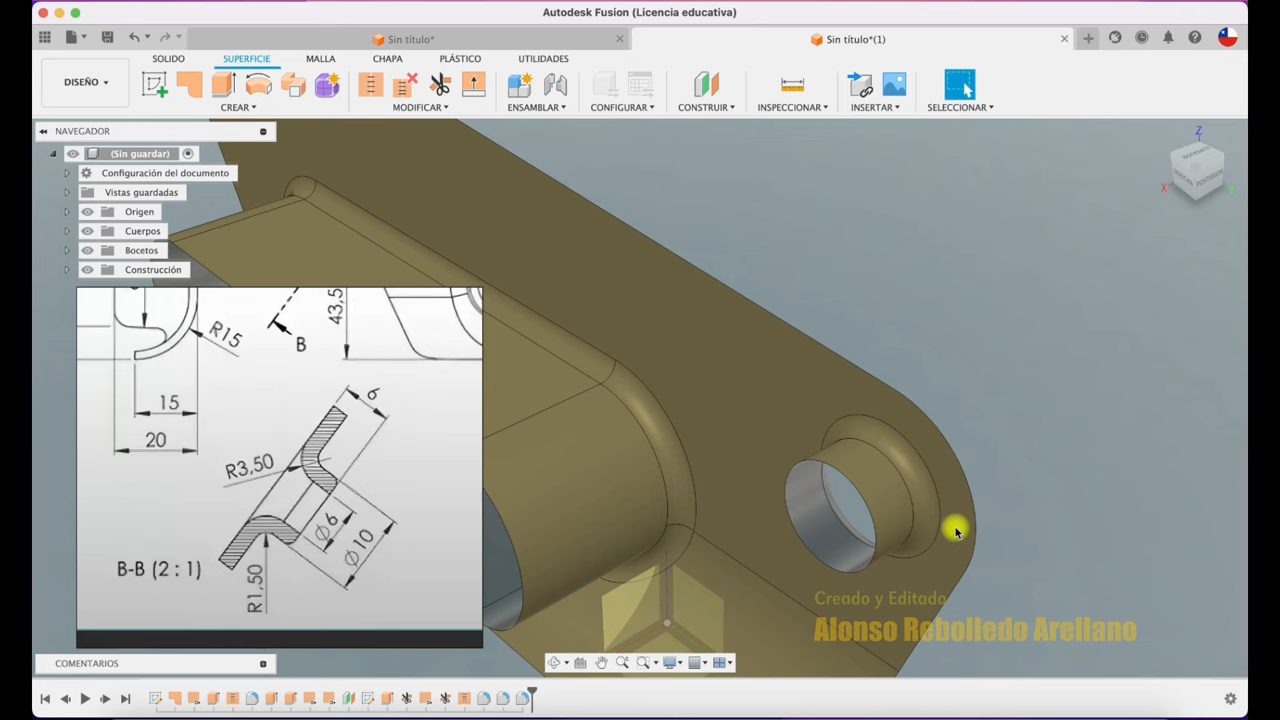 Autodesk Fusion (Licencia educativa)
Sin título*
Sin título*(1)
SOLIDO
SUPERFICIE
MALLA
CHAPA
PLÁSTICO
UTILIDADES
DISEÑO
CREAR
MODIFICAR
ENSAMBLAR
CONFIGURAR
CONSTRUIR
INSPECCIONAR
INSERTAR
SELECCIONAR
NAVEGADOR
(Sin guardar)
Configuración del documento
Vistas guardadas
Origen
Cuerpos
Bocetos
Construcción
Z
X
Y
POSTERIOR
R15
B
43,5
15
20
6
R3,50
Ø6
Ø10
B-B (2 : 1)
R1,50
Creado y Editado
Alonso Rebolledo Arellano
COMENTARIOS